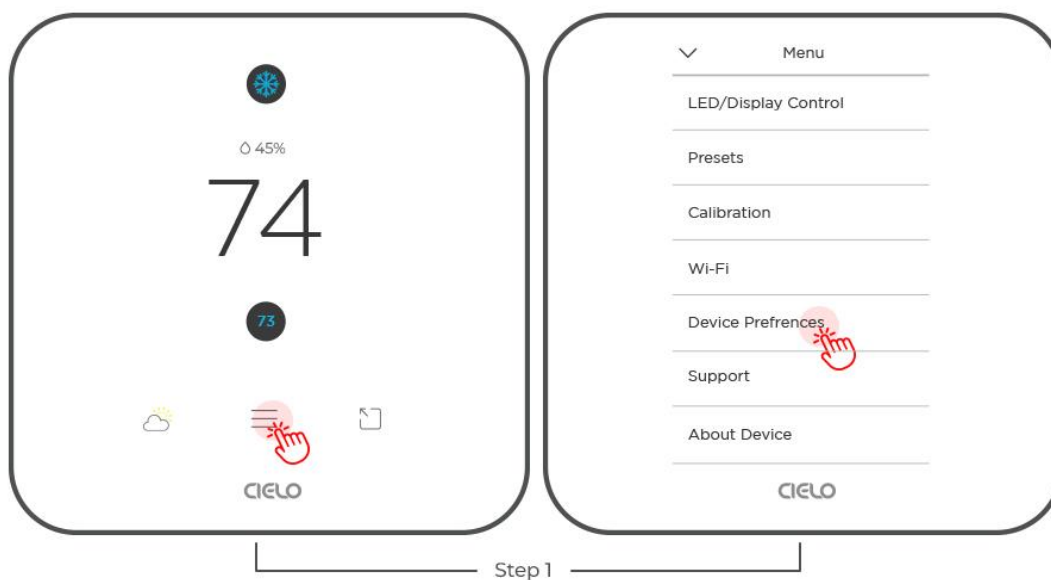 45%
74
73
CIELO
Menu
LED/Display Control
Presets
Calibration
Wi-Fi
Device Prefrences
Support
About Device
CIELO
Step 1